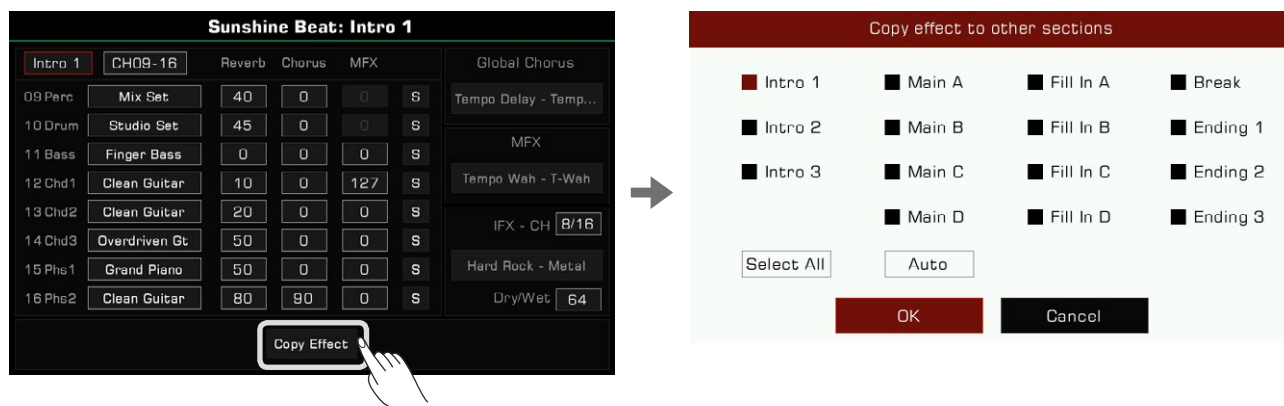 Sunshine Beat: Intro 1
Intro 1 CH09-16 Reverb Chorus MFX
09 Perc Mix Set 40 0 0 S
10 Drum Studio Set 45 0 0 S
11 Bass Finger Bass 0 0 0 S
12 Chd1 Clean Guitar 10 0 127 S
13 Chd2 Clean Guitar 20 0 0 S
14 Chd3 Overdriven Gt 50 0 0 S
15 Phs1 Grand Piano 50 0 0 S
16 Phs2 Clean Guitar 80 90 0 S
Global Chorus
Tempo Delay - Temp...
MFX
Tempo Wah - T-Wah
IFX - CH 8/16
Hard Rock - Metal
Dry/Wet 64
Copy Effect
Copy effect to other sections
Intro 1 Main A Fill In A Break
Intro 2 Main B Fill In B Ending 1
Intro 3 Main C Fill In C Ending 2
Main D Fill In D Ending 3
Select All Auto
OK Cancel